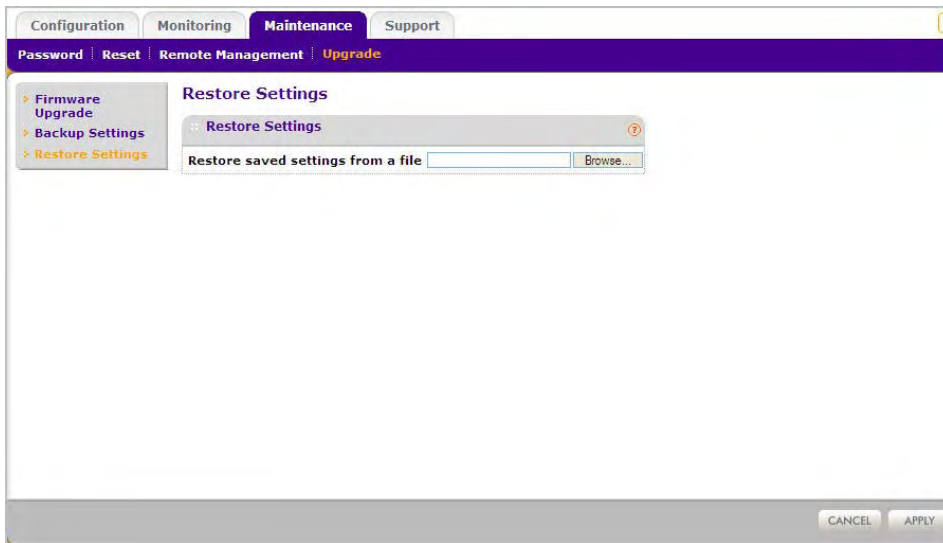 Configuration Monitoring Maintenance Support
Password Reset Remote Management Upgrade
Firmware
Upgrade
Backup Settings
Restore Settings
Restore Settings
Restore Settings ?
Restore saved settings from a file Browse...
CANCEL APPLY